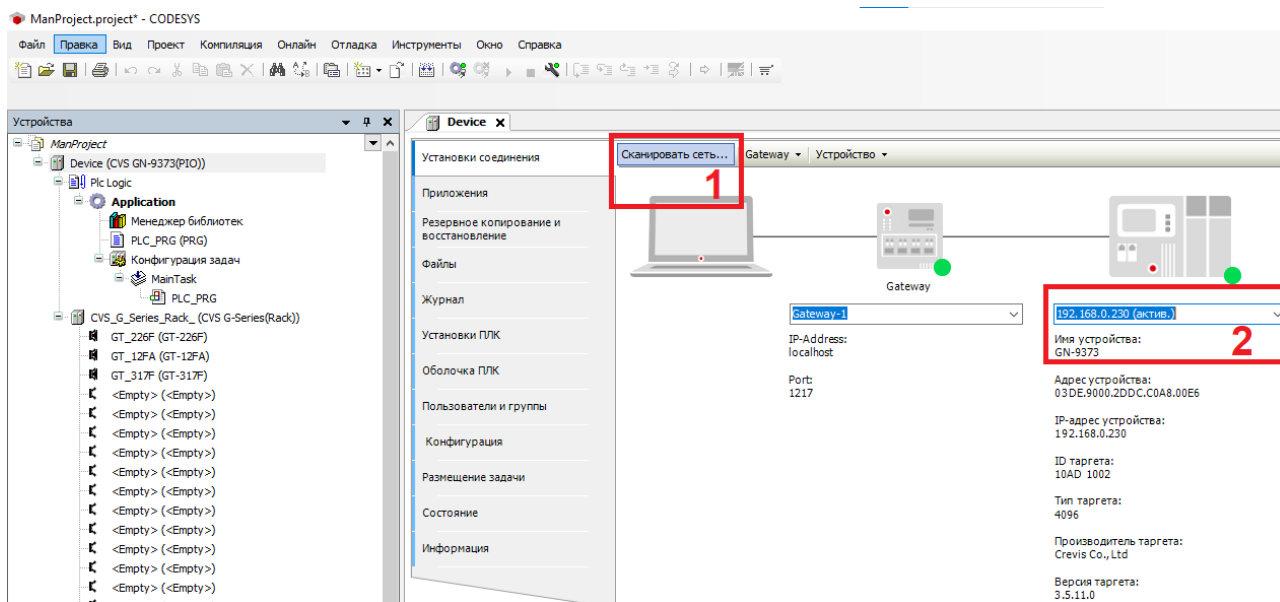 ManProject.project* - CODESYS
Файл Правка Вид Проект Компиляция Онлайн Отладка Инструменты Окно Справка
Устройства
ManProject
Device (CVS GN-9373(PIO))
Plc Logic
Application
Менеджер библиотек
PLC_PRG (PRG)
Конфигурация задач
MainTask
PLC_PRG
CVS_G_Series_Rack_ (CVS G-Series(Rack))
GT_226F (GT-226F)
GT_12FA (GT-12FA)
GT_317F (GT-317F)
<Empty> (<Empty>)
<Empty> (<Empty>)
<Empty> (<Empty>)
<Empty> (<Empty>)
<Empty> (<Empty>)
<Empty> (<Empty>)
<Empty> (<Empty>)
<Empty> (<Empty>)
<Empty> (<Empty>)
<Empty> (<Empty>)
<Empty> (<Empty>)
Device
Установки соединения
Приложения
Резервное копирование и
восстановление
Файлы
Журнал
Установки ПЛК
Оболочка ПЛК
Пользователи и группы
Конфигурация
Размещение задачи
Состояние
Информация
Сканировать сеть... Gateway Устройство
1
Gateway
Gateway-1
IP-Address:
localhost
Port:
1217
192.168.0.230 (актив.)
Имя устройства:
GN-9373
2
Адрес устройства:
03DE.9000.2DDC.C0A8.00E6
IP-адрес устройства:
192.168.0.230
ID таргета:
10AD 1002
Тип таргета:
4096
Производитель таргета:
Crevis Co., Ltd
Версия таргета:
3.5.11.0